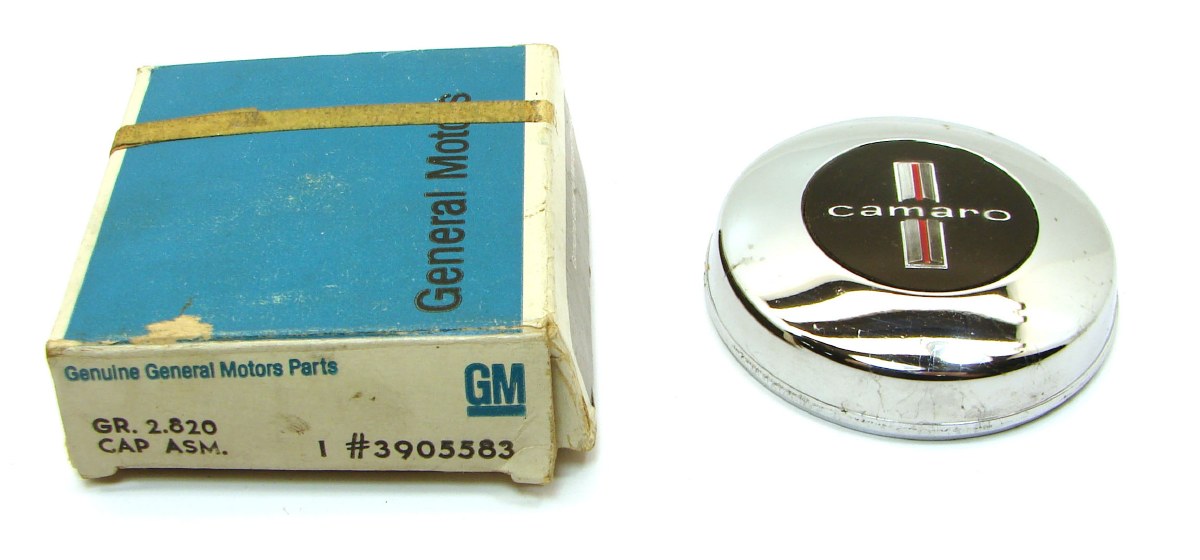 General Motors
Genuine General Motors Parts
GM
GR. 2.820
CAP ASM.
1 #3905583
camaro